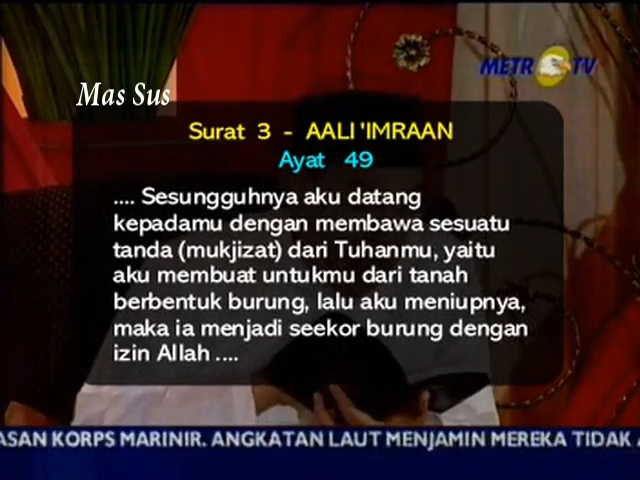 METRO TV
Mas Sus
Surat 3 - AALI 'IMRAAN
Ayat 49
.... Sesungguhnya aku datang
kepadamu dengan membawa sesuatu
tanda (mukjizat) dari Tuhanmu, yaitu
aku membuat untukmu dari tanah
berbentuk burung, lalu aku meniupnya,
maka ia menjadi seekor burung dengan
izin Allah ....
ASAN KORPS MARINIR. ANGKATAN LAUT MENJAMIN MEREKA TIDAK